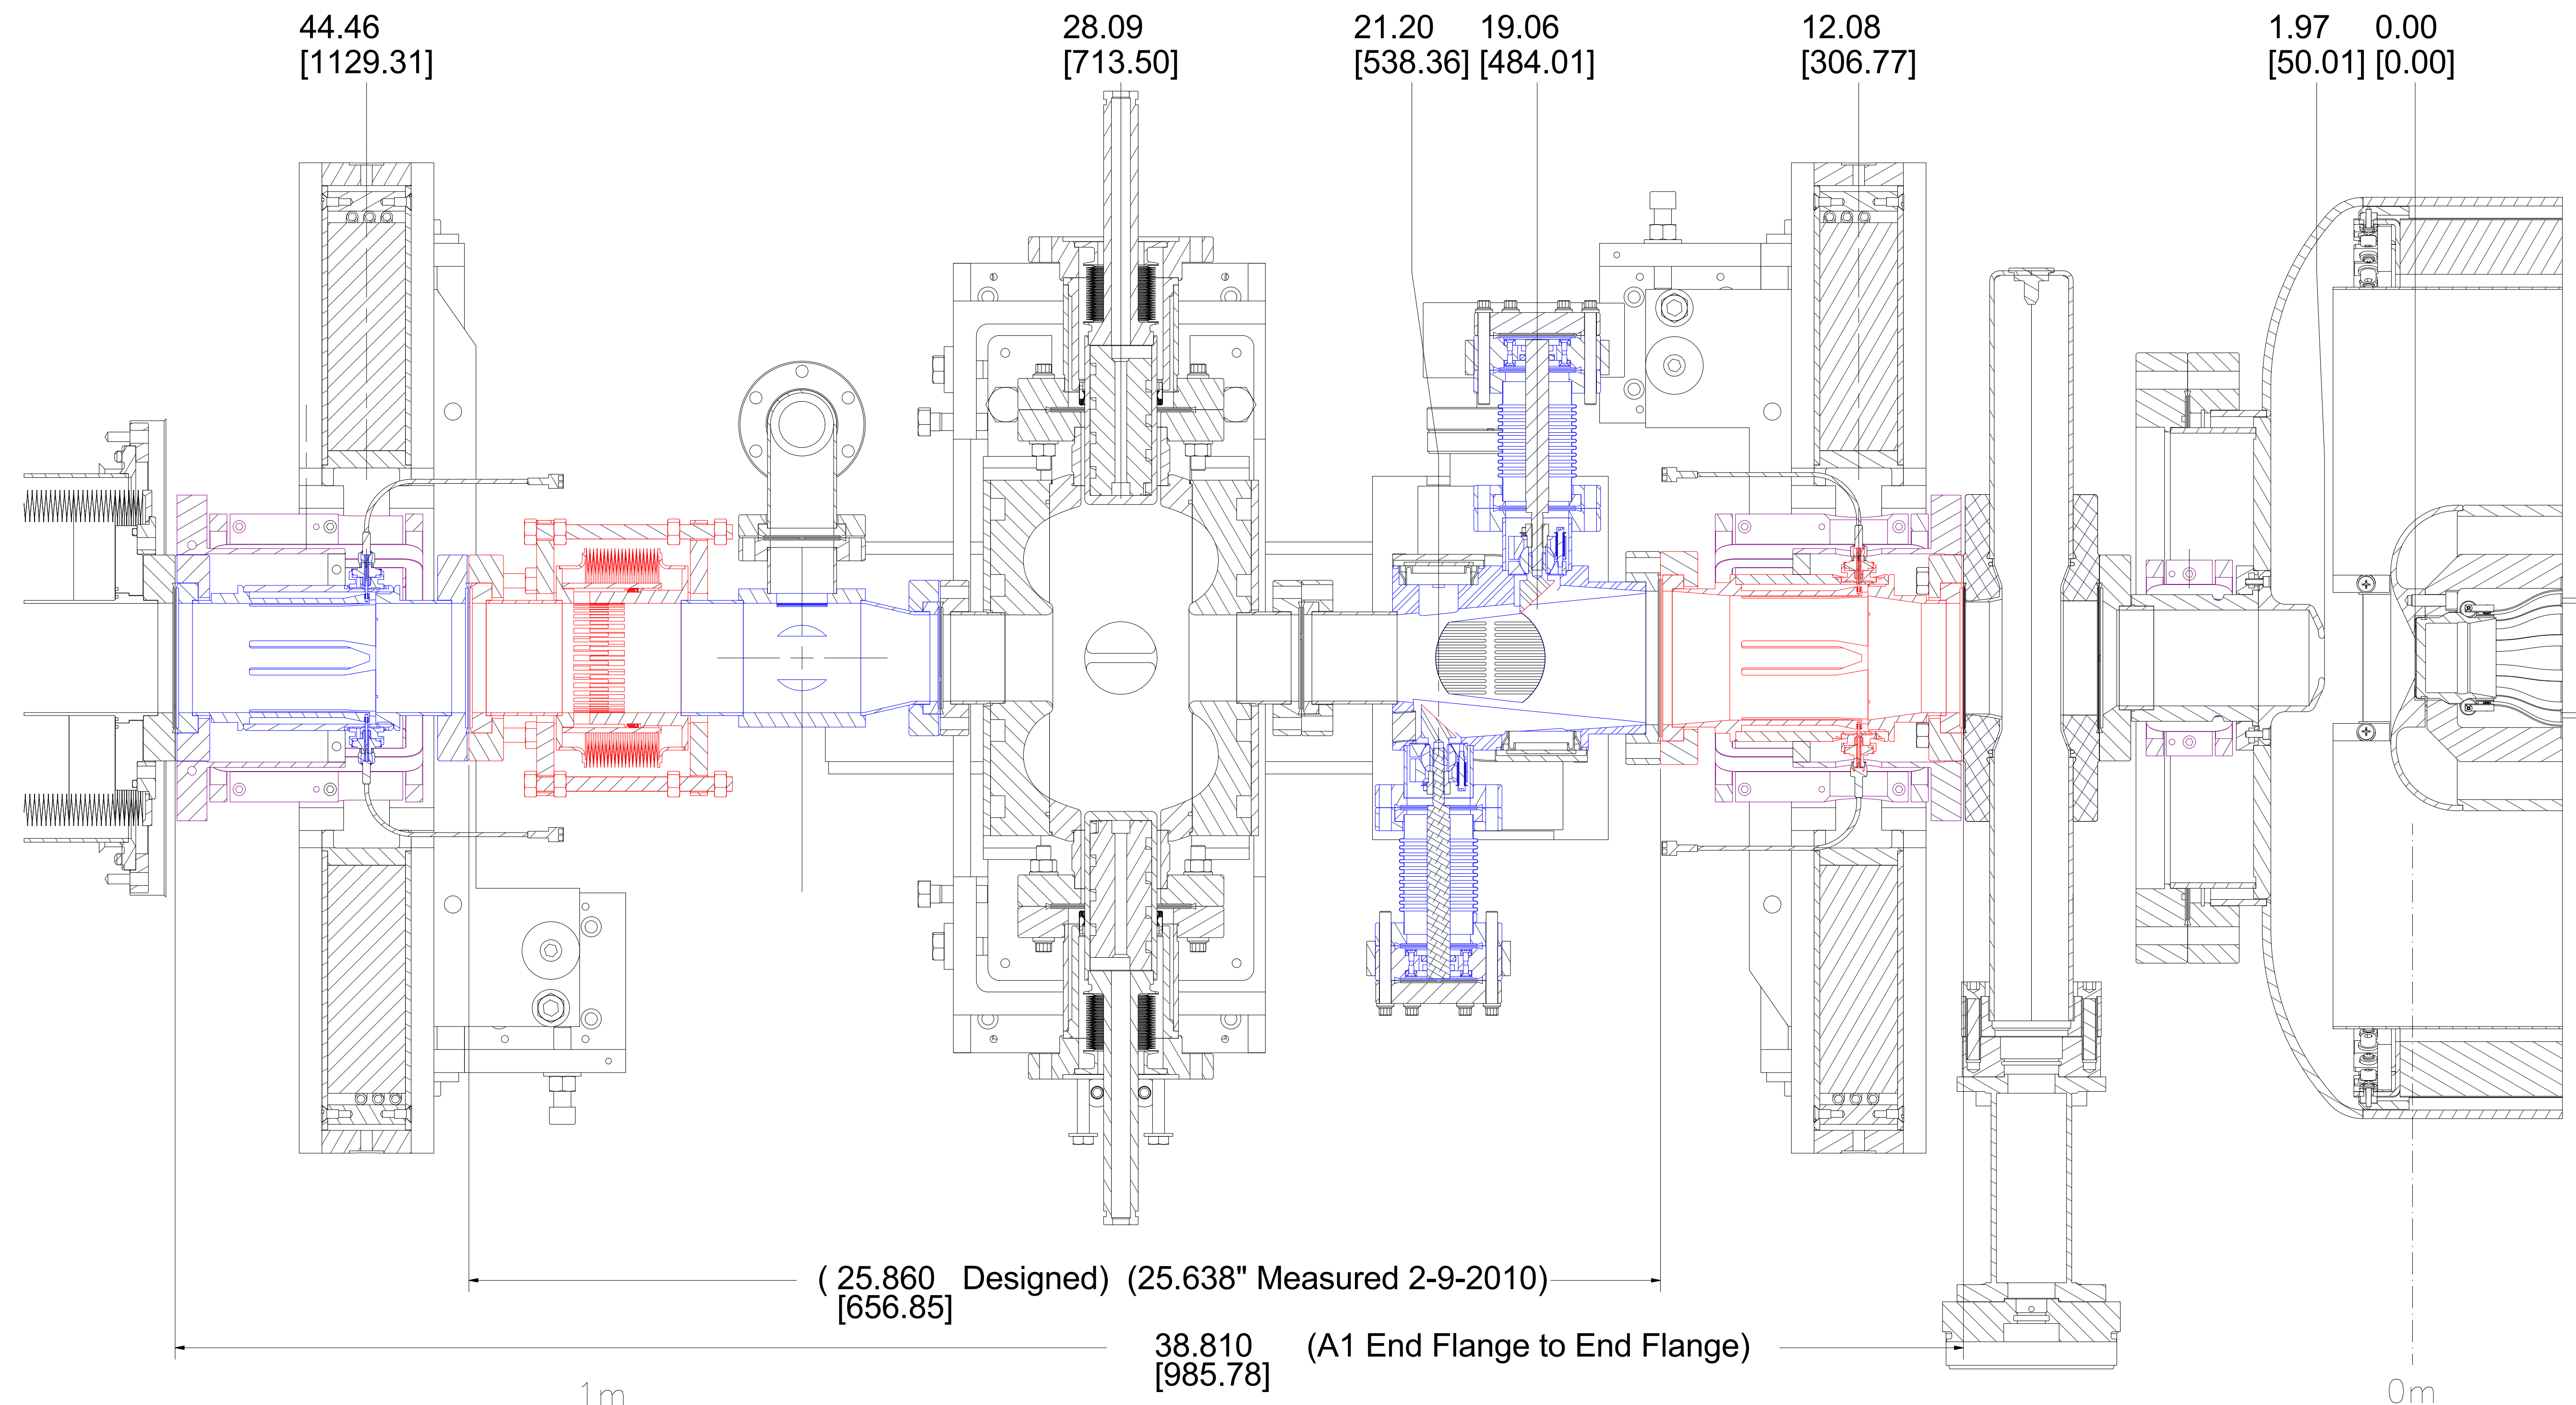 44.46 28.09 21.20 19.06 12.08 1.97 0.00
[1129.31] [713.50] [538.36] [484.01] [306.77] [50.01] [0.00]
( 25.860 Designed) (25.638" Measured 2-9-2010)
[656.85]
38.810 (A1 End Flange to End Flange)
[985.78]
1m 0m